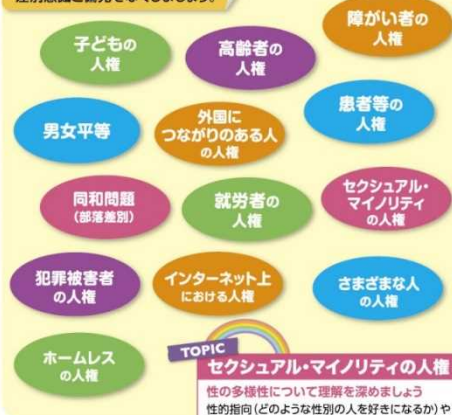 障がい者の
人権
子どもの
人権
高齢者の
人権
男女平等
外国に
つながりのある人
の人権
患者等の
人権
同和問題
(部落差別)
就労者の
人権
セクシュアル・
マイノリティ
の人権
犯罪被害者
の人権
インターネット上
における人権
さまざまな人
の人権
ホームレス
の人権
TOPIC
セクシュアル・マイノリティの人権
性の多様性について理解を深めましょう
性的指向(どのような性別の人を好きになるか)や